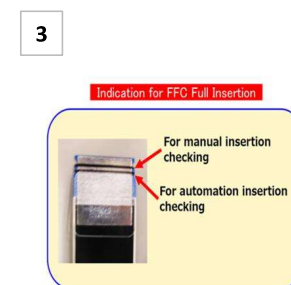 3
Indication for FFC Full Insertion
For manual insertion
checking
For automation insertion
checking